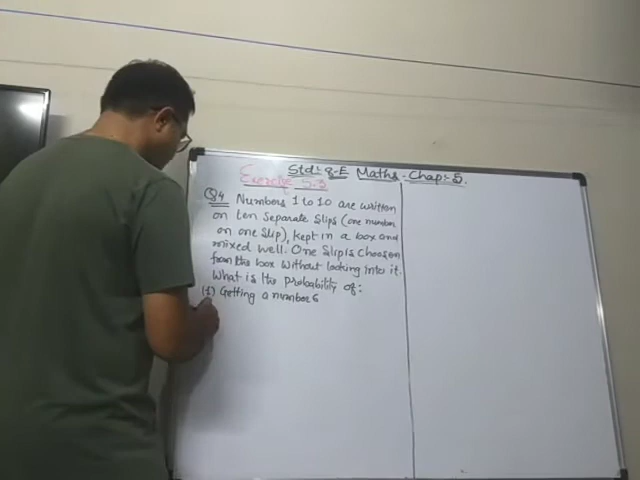 Std:- 8-E Maths - Chap:- 5.
Exercise 5.3
Q4 Numbers 1 to 10 are written
on ten separate slips (one number
on one slip), kept in a box and
mixed well. One slip is choosen
from the box without looking into it.
What is the probability of:
(1) Getting a number 6